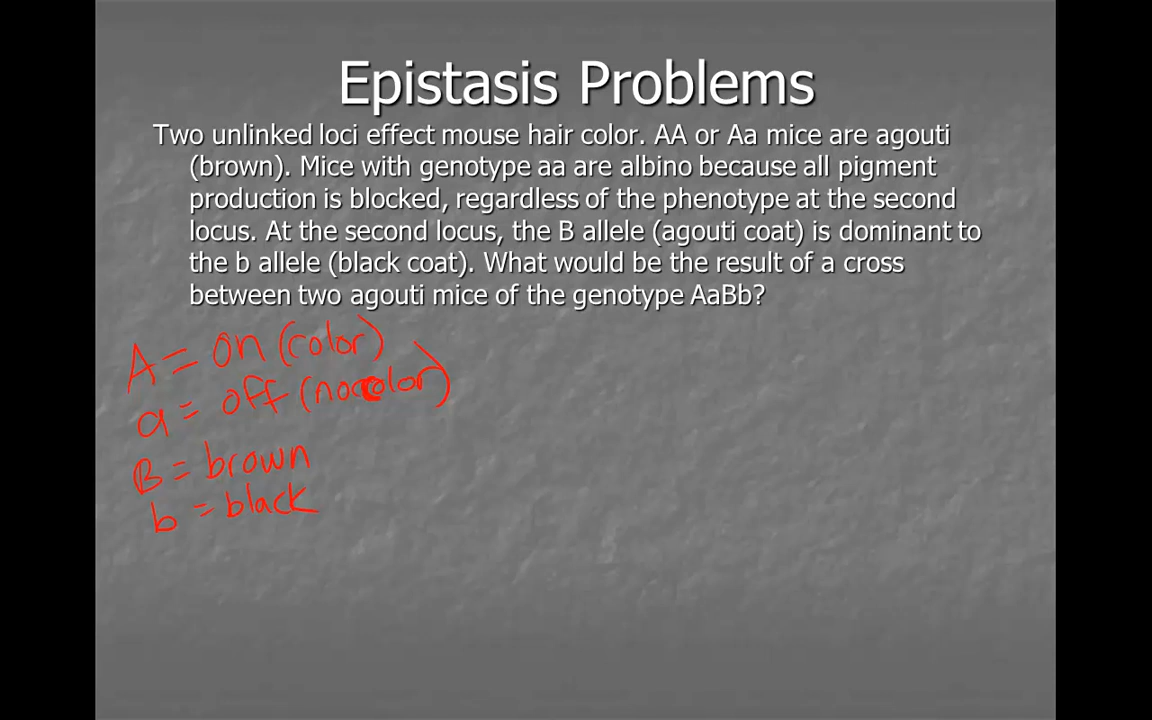 Epistasis Problems
Two unlinked loci effect mouse hair color. AA or Aa mice are agouti
(brown). Mice with genotype aa are albino because all pigment
production is blocked, regardless of the phenotype at the second
locus. At the second locus, the B allele (agouti coat) is dominant to
the b allele (black coat). What would be the result of a cross
between two agouti mice of the genotype AaBb?
A = on (color)
a = off (no color)
B = brown
b = black